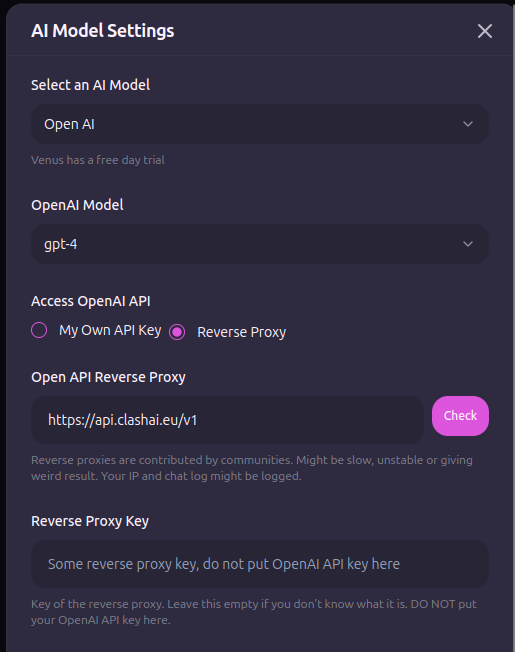 AI Model Settings
Select an AI Model
Open AI
Venus has a free day trial
OpenAI Model
gpt-4
Access OpenAI API
My Own API Key
Reverse Proxy
Open API Reverse Proxy
https://api.clashai.eu/v1
Check
Reverse proxies are contributed by communities. Might be slow, unstable or giving
weird result. Your IP and chat log might be logged.
Reverse Proxy Key
Some reverse proxy key, do not put OpenAI API key here
Key of the reverse proxy. Leave this empty if you don't know what it is. DO NOT put
your OpenAI API key here.